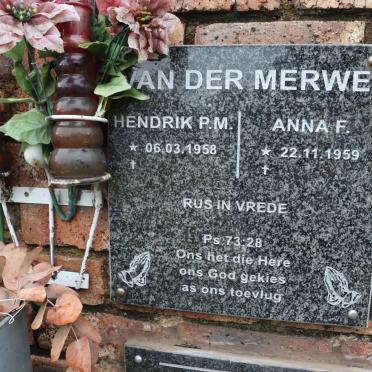 VAN DER MERWE
HENDRIK P.M.
★ 06.03.1958
✝
ANNA F.
★ 22.11.1959
✝
RUS IN VREDE
Ps 73:28
Ons het die Here
ons God gekies
as ons toevlug